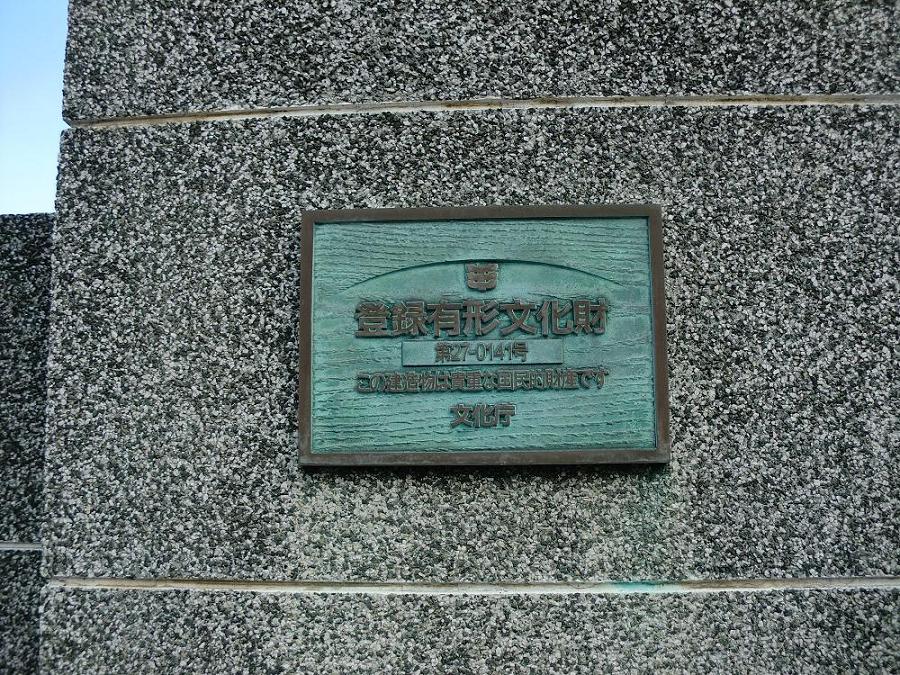 登録有形文化財
第27-0141号
この建造物は貴重な国民的財産です
文化庁